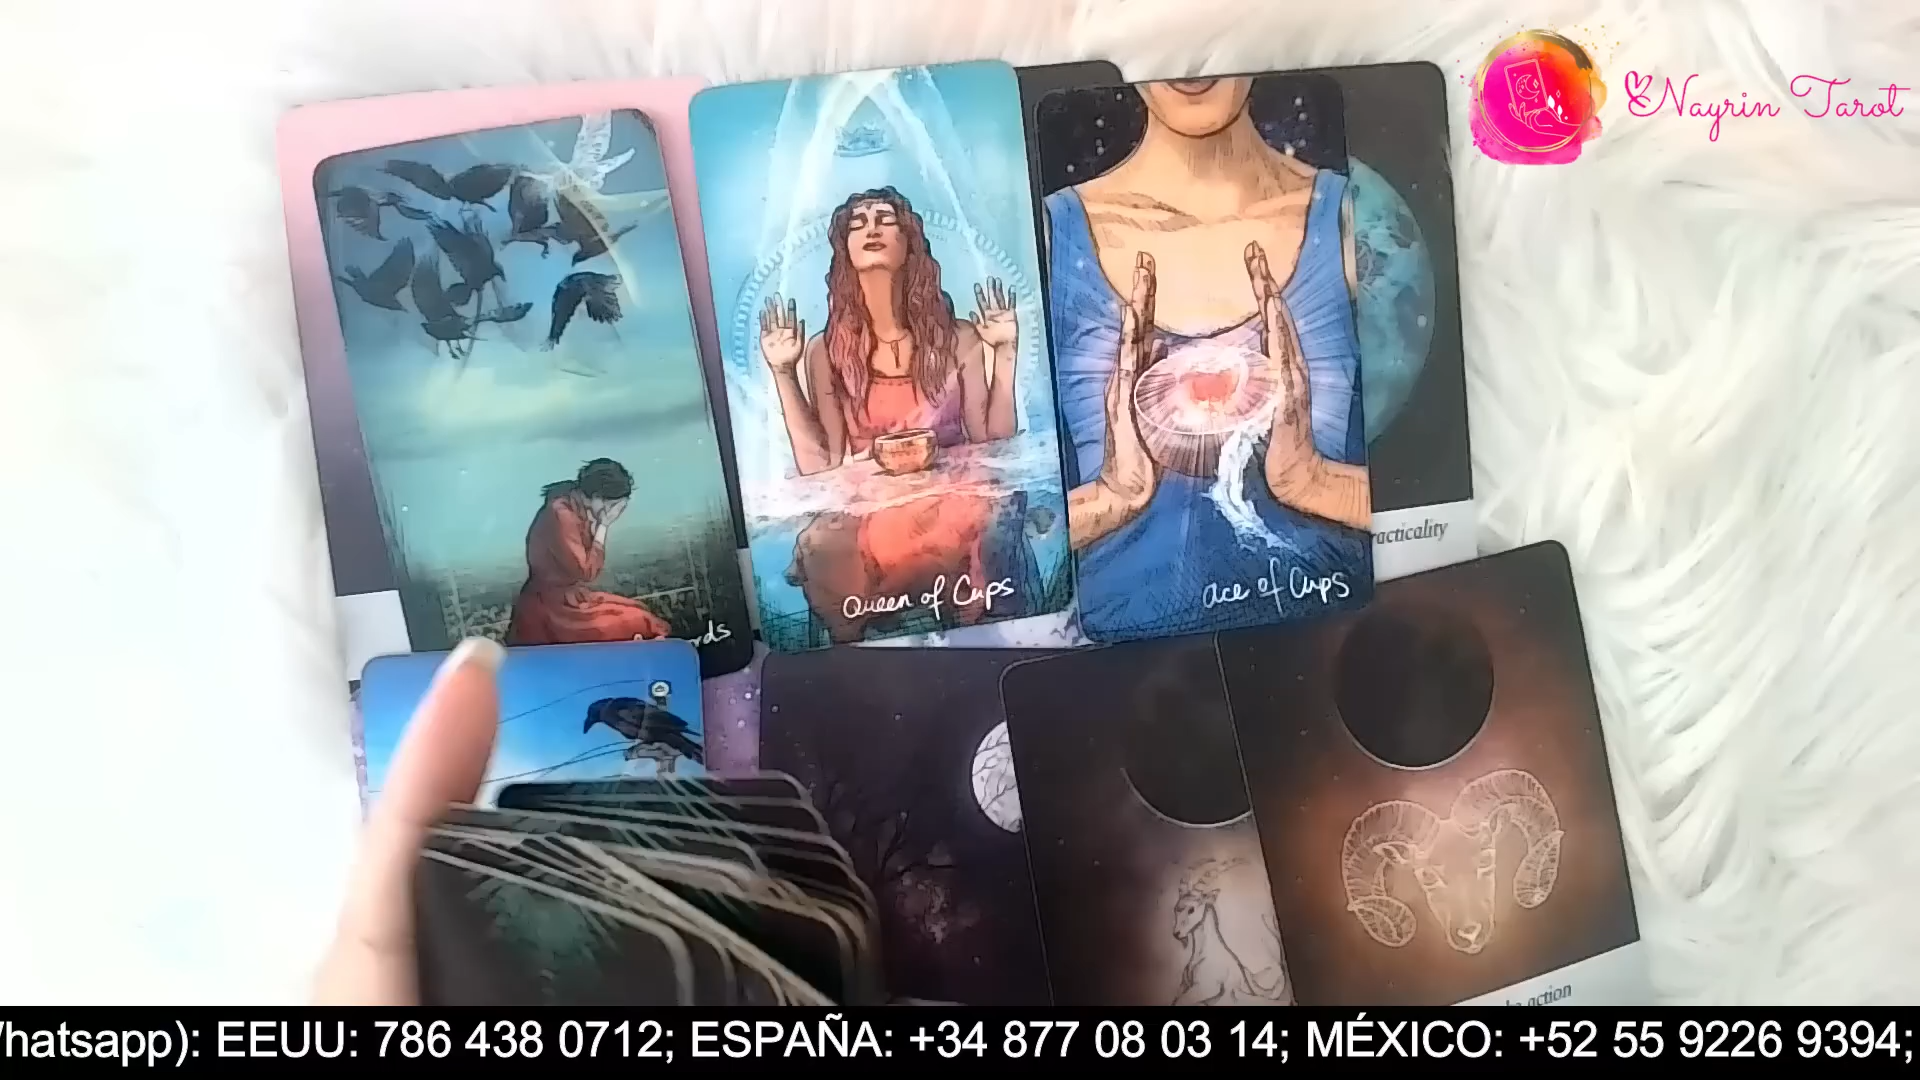 Nayrin Tarot
Queen of Cups
ace of Cups
action
hatsapp): EEUU: 786 438 0712; ESPAÑA: +34 877 08 03 14; MÉXICO: +52 55 9226 9394;